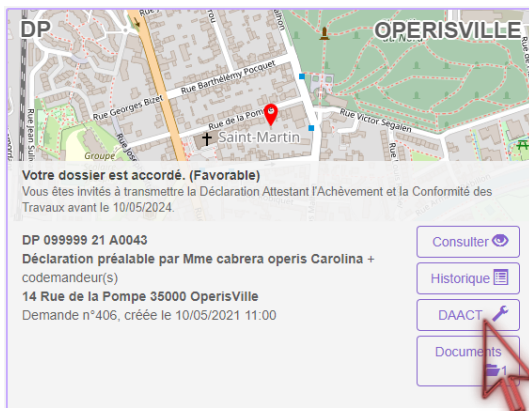 DP
OPERISVILLE
Rue Barthélemy Pocquet
Rue Georges Bizet
Rue de la Pom
Rue Victor Segalen
Saint-Martin
Groupe
Votre dossier est accordé. (Favorable)
Vous êtes invités à transmettre la Déclaration Attestant l'Achèvement et la Conformité des
Travaux avant le 10/05/2024.
DP 099999 21 A0043
Déclaration préalable par Mme cabrera operis Carolina +
codemandeur(s)
14 Rue de la Pompe 35000 OperisVille
Demande n°406, créée le 10/05/2021 11:00
Consulter
Historique
DAACT
Documents
1